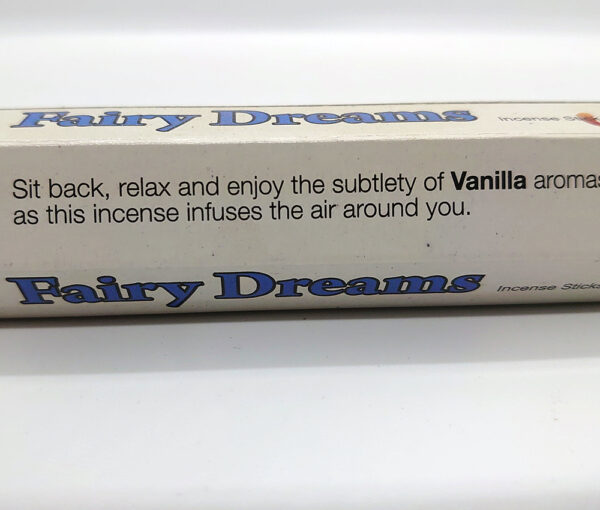 Fairy Dreams Incense
Sit back, relax and enjoy the subtlety of Vanilla aromas
as this incense infuses the air around you.
Fairy Dreams Incense Sticks